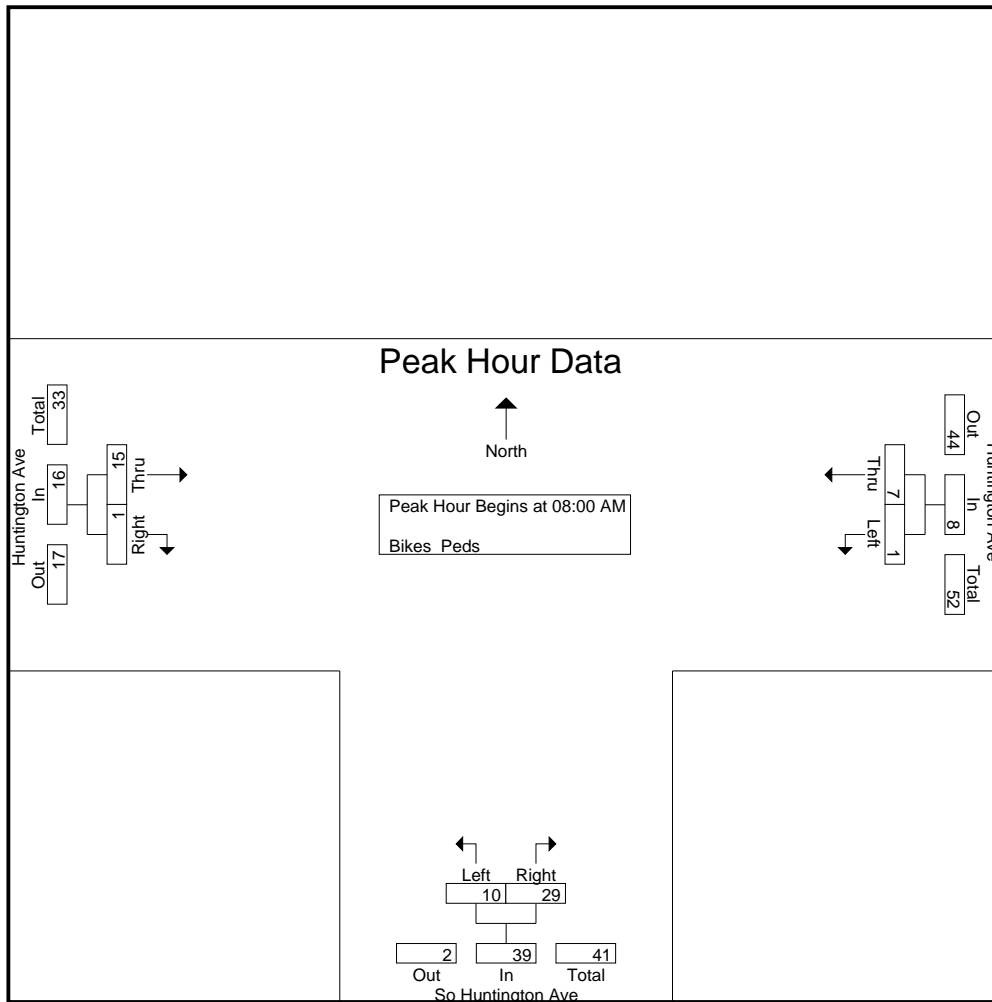 Peak Hour Data
North
Peak Hour Begins at 08:00 AM
Bikes Peds
Huntington Ave
Total
33
In
16
Out
17
15
Thru
1
Right
Huntington Ave
Out
44
In
8
Total
52
Thru
7
Left
1
Left Right
10 29
2 39 41
Out In Total
So Huntington Ave